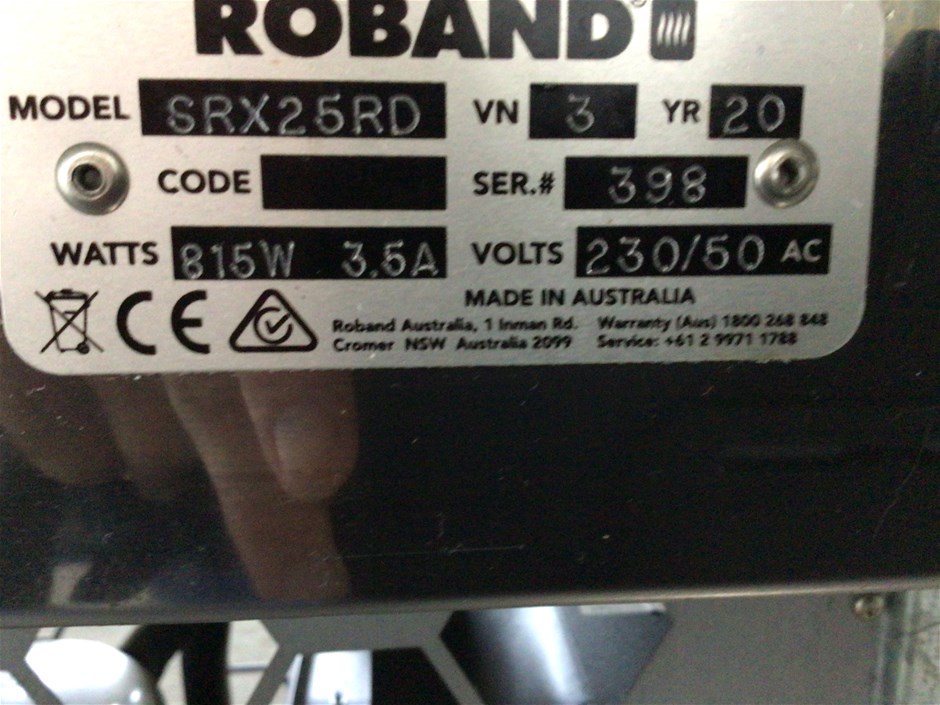 ROBAND
MODEL SRX25RD VN 3 YR 20
CODE SER.# 398
WATTS 815W 3.5A VOLTS 230/50 AC
MADE IN AUSTRALIA
CE Roband Australia, 1 Inman Rd. Warranty (Aus) 1800 268 848
Cromer NSW Australia 2099 Service: +61 2 9971 1788